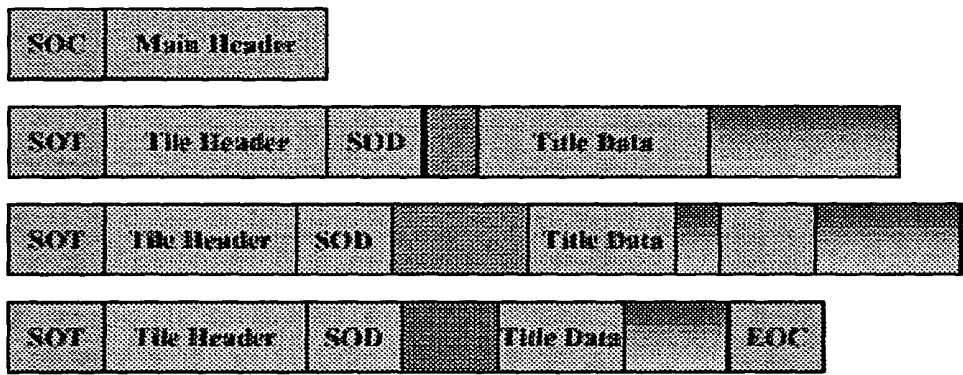 SOC Main Header
SOT Tile Header SOD Title Data
SOT Tile Header SOD Title Data
SOT Tile Header SOD Title Data EOC